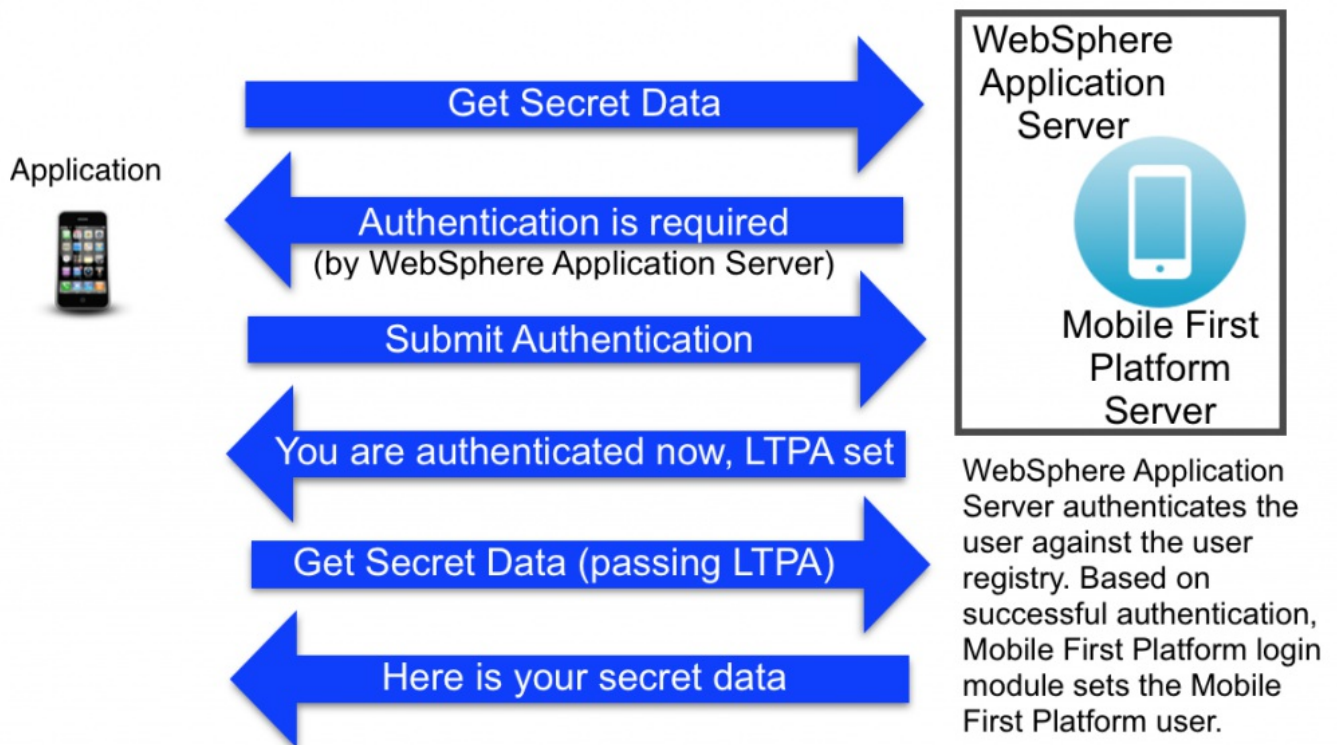 WebSphere
Application
Server
Get Secret Data
Application
Authentication is required
(by WebSphere Application Server)
Submit Authentication
Mobile First
Platform
Server
You are authenticated now, LTPA set
Get Secret Data (passing LTPA)
Here is your secret data
WebSphere Application
Server authenticates the
user against the user
registry. Based on
successful authentication,
Mobile First Platform login
module sets the Mobile
First Platform user.